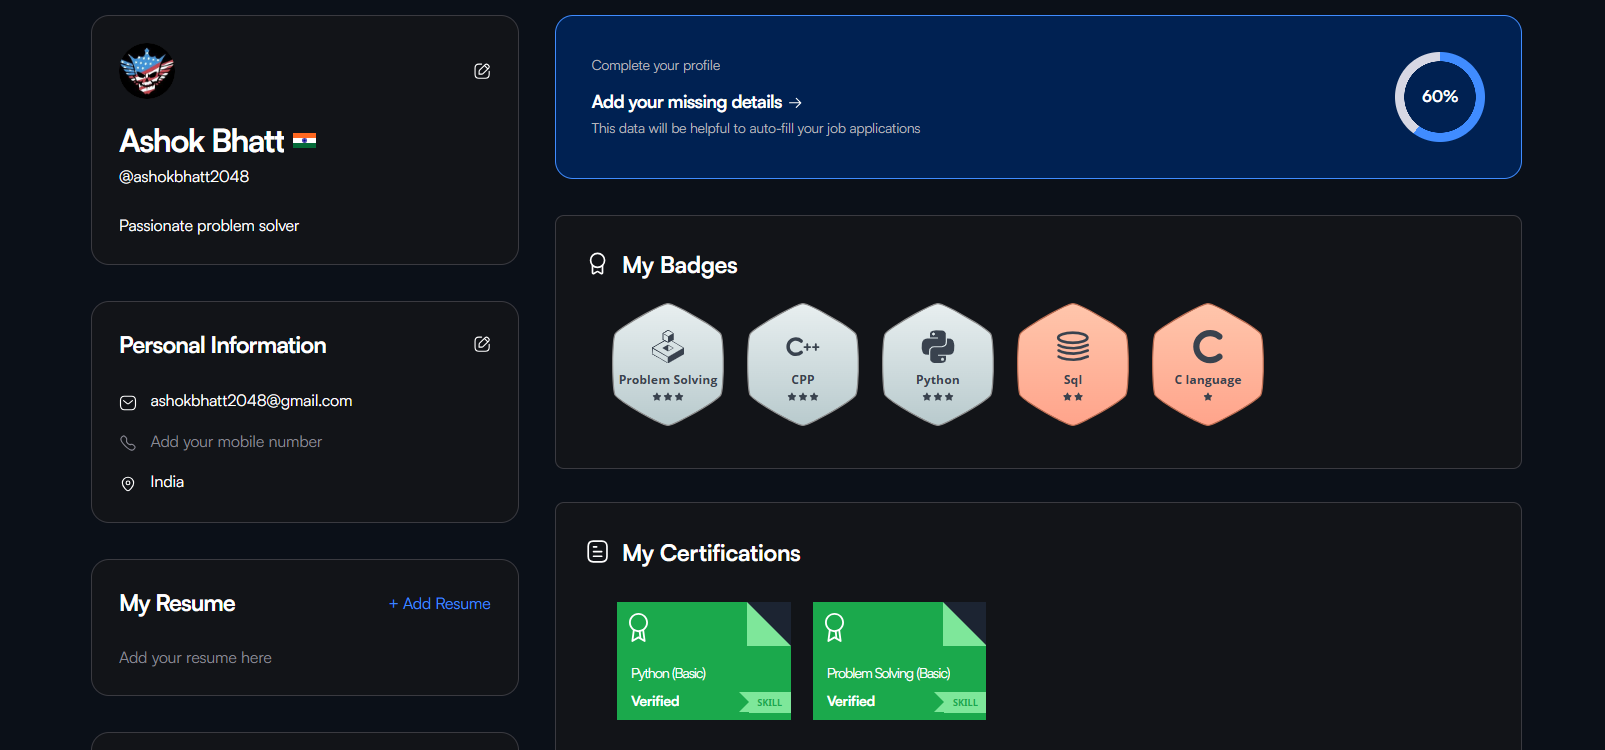 Ashok Bhatt
@ashokbhatt2048
Passionate problem solver
Personal Information
ashokbhatt2048@gmail.com
Add your mobile number
India
My Resume
+ Add Resume
Add your resume here
Complete your profile
Add your missing details →
This data will be helpful to auto-fill your job applications
60%
My Badges
Problem Solving
C++
CPP
Python
Sql
C
C language
My Certifications
Python (Basic)
Verified
SKILL
Problem Solving (Basic)
Verified
SKILL